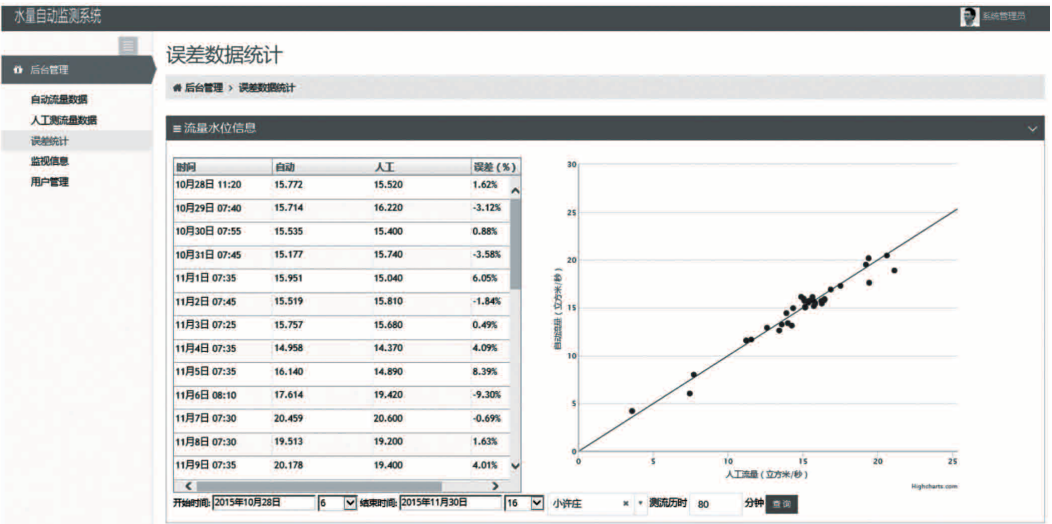 水量自动监测系统
系统管理员
后台管理
自动流量数据
人工测流量数据
误差统计
监视信息
用户管理
误差数据统计
后台管理 > 误差数据统计
流量水位信息
时间 自动 人工 误差 (%)
10月28日 11:20 15.772 15.520 1.62%
10月29日 07:40 15.714 16.220 -3.12%
10月30日 07:55 15.535 15.400 0.88%
10月31日 07:45 15.177 15.740 -3.58%
11月1日 07:35 15.951 15.040 6.05%
11月2日 07:45 15.519 15.810 -1.84%
11月3日 07:25 15.757 15.680 0.49%
11月4日 07:35 14.958 14.370 4.09%
11月5日 07:35 16.140 14.890 8.39%
11月6日 08:10 17.614 19.420 -9.30%
11月7日 07:30 20.459 20.600 -0.69%
11月8日 07:30 19.513 19.200 1.63%
11月9日 07:35 20.178 19.400 4.01%
30
25
20
15
10
5
0
自动流量 (立方米/秒)
0 5 10 15 20 25
人工流量 (立方米/秒)
Highcharts.com
开始时间: 2015年10月28日 6 结束时间: 2015年11月30日 16 小许庄 × 测流历时 80 分钟 查询